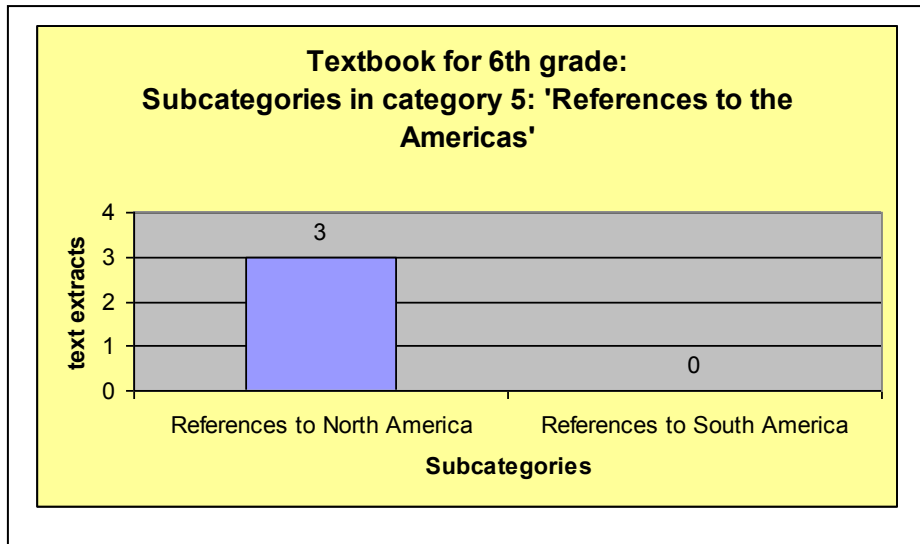 Textbook for 6th grade:
Subcategories in category 5: 'References to the
Americas'
4
3
3
2
1
0
0
text extracts
References to North America
References to South America
Subcategories